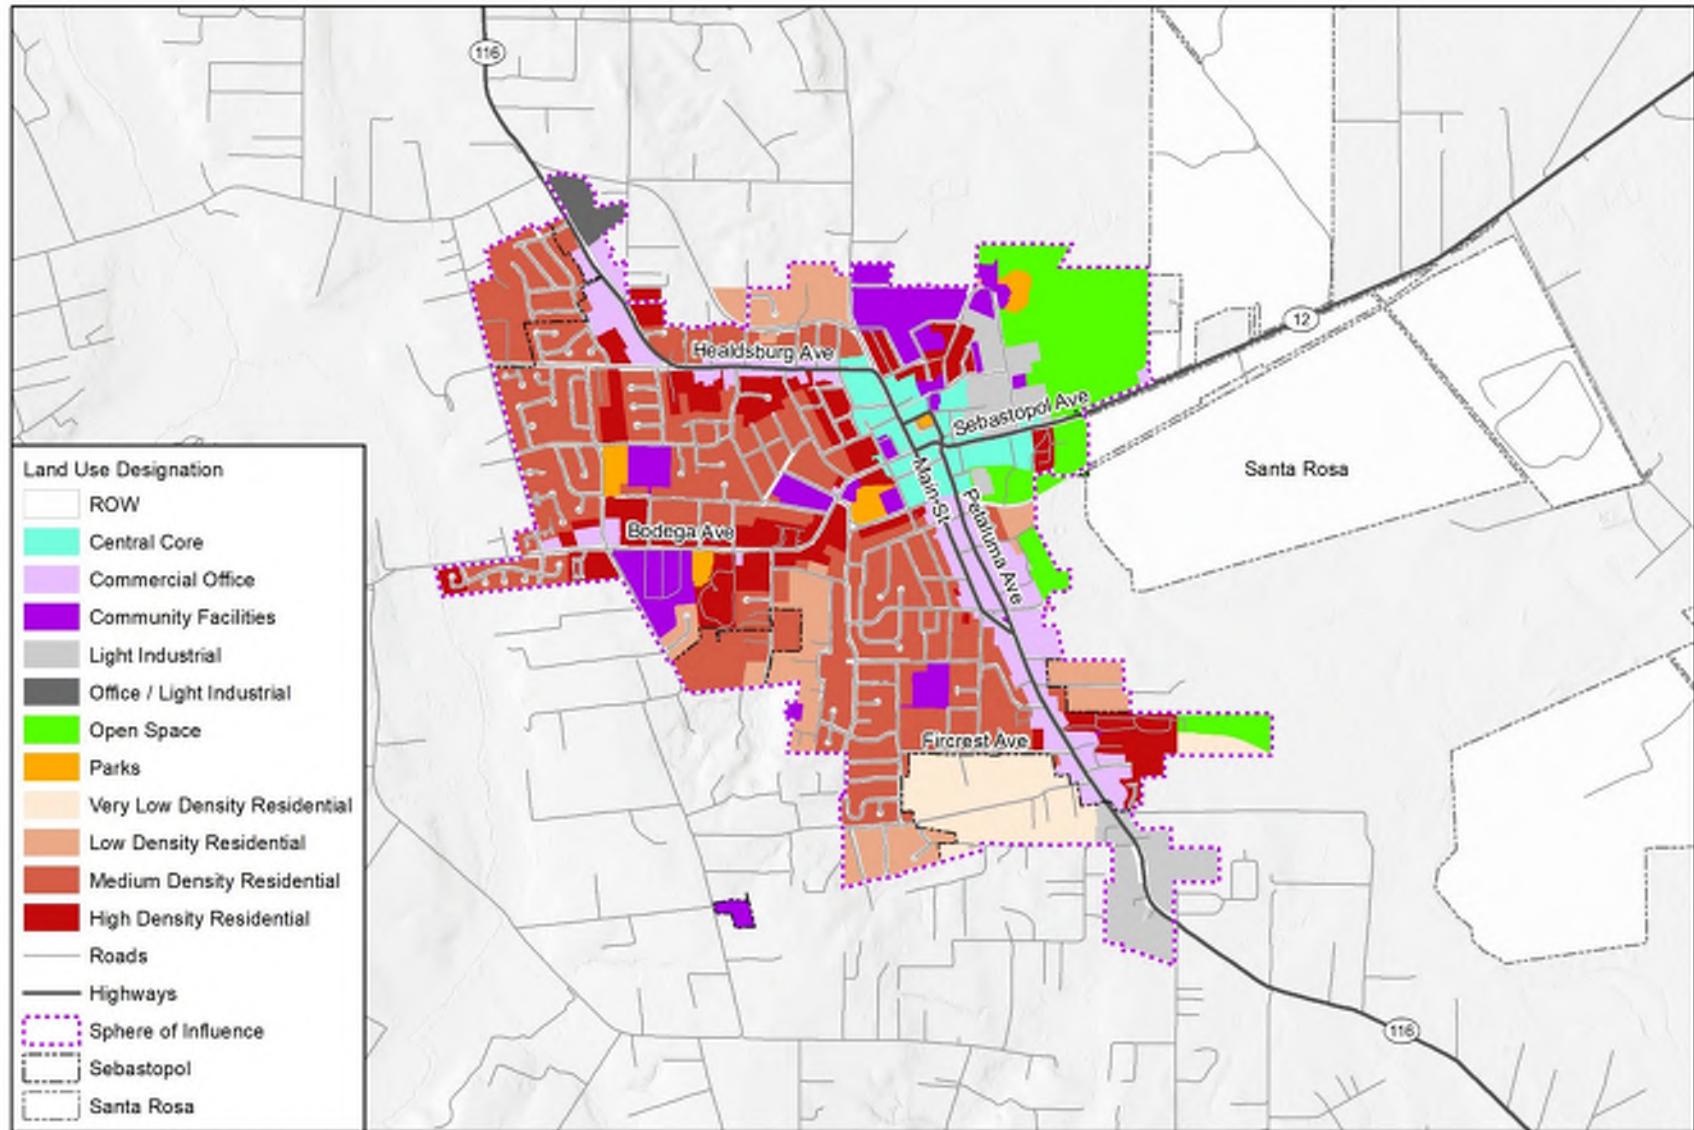 116
Healdsburg Ave
12
Sebastopol Ave
Santa Rosa
Main St
Petaluma Ave
Bodega Ave
Fircrest Ave
116
Land Use Designation
ROW
Central Core
Commercial Office
Community Facilities
Light Industrial
Office / Light Industrial
Open Space
Parks
Very Low Density Residential
Low Density Residential
Medium Density Residential
High Density Residential
Roads
Highways
Sphere of Influence
Sebastopol
Santa Rosa